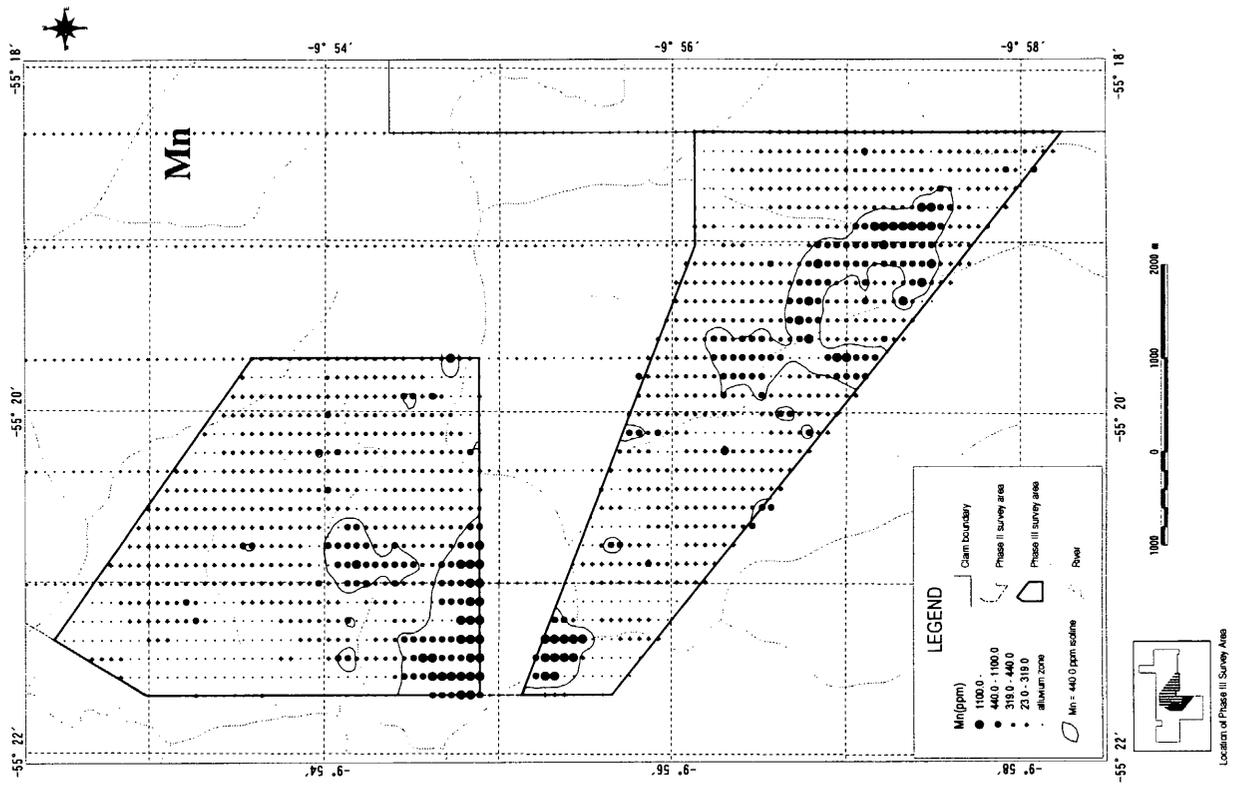 -9° 54′
-9° 56′
-9° 58′
-55° 18′
-55° 18′
Mn
-55° 20′
-55° 20′
-55° 22′
-55° 22′
-9° 54′
-9° 56′
-9° 58′
LEGEND
Mn(ppm)
1100.0 -
440.0 - 1100.0
319.0 - 440.0
23.0 - 319.0
alluvium zone
Mn = 440.0 ppm isoline
Claim boundary
Phase II survey area
Phase III survey area
River
1000 0 1000 2000 m
Location of Phase III Survey Area